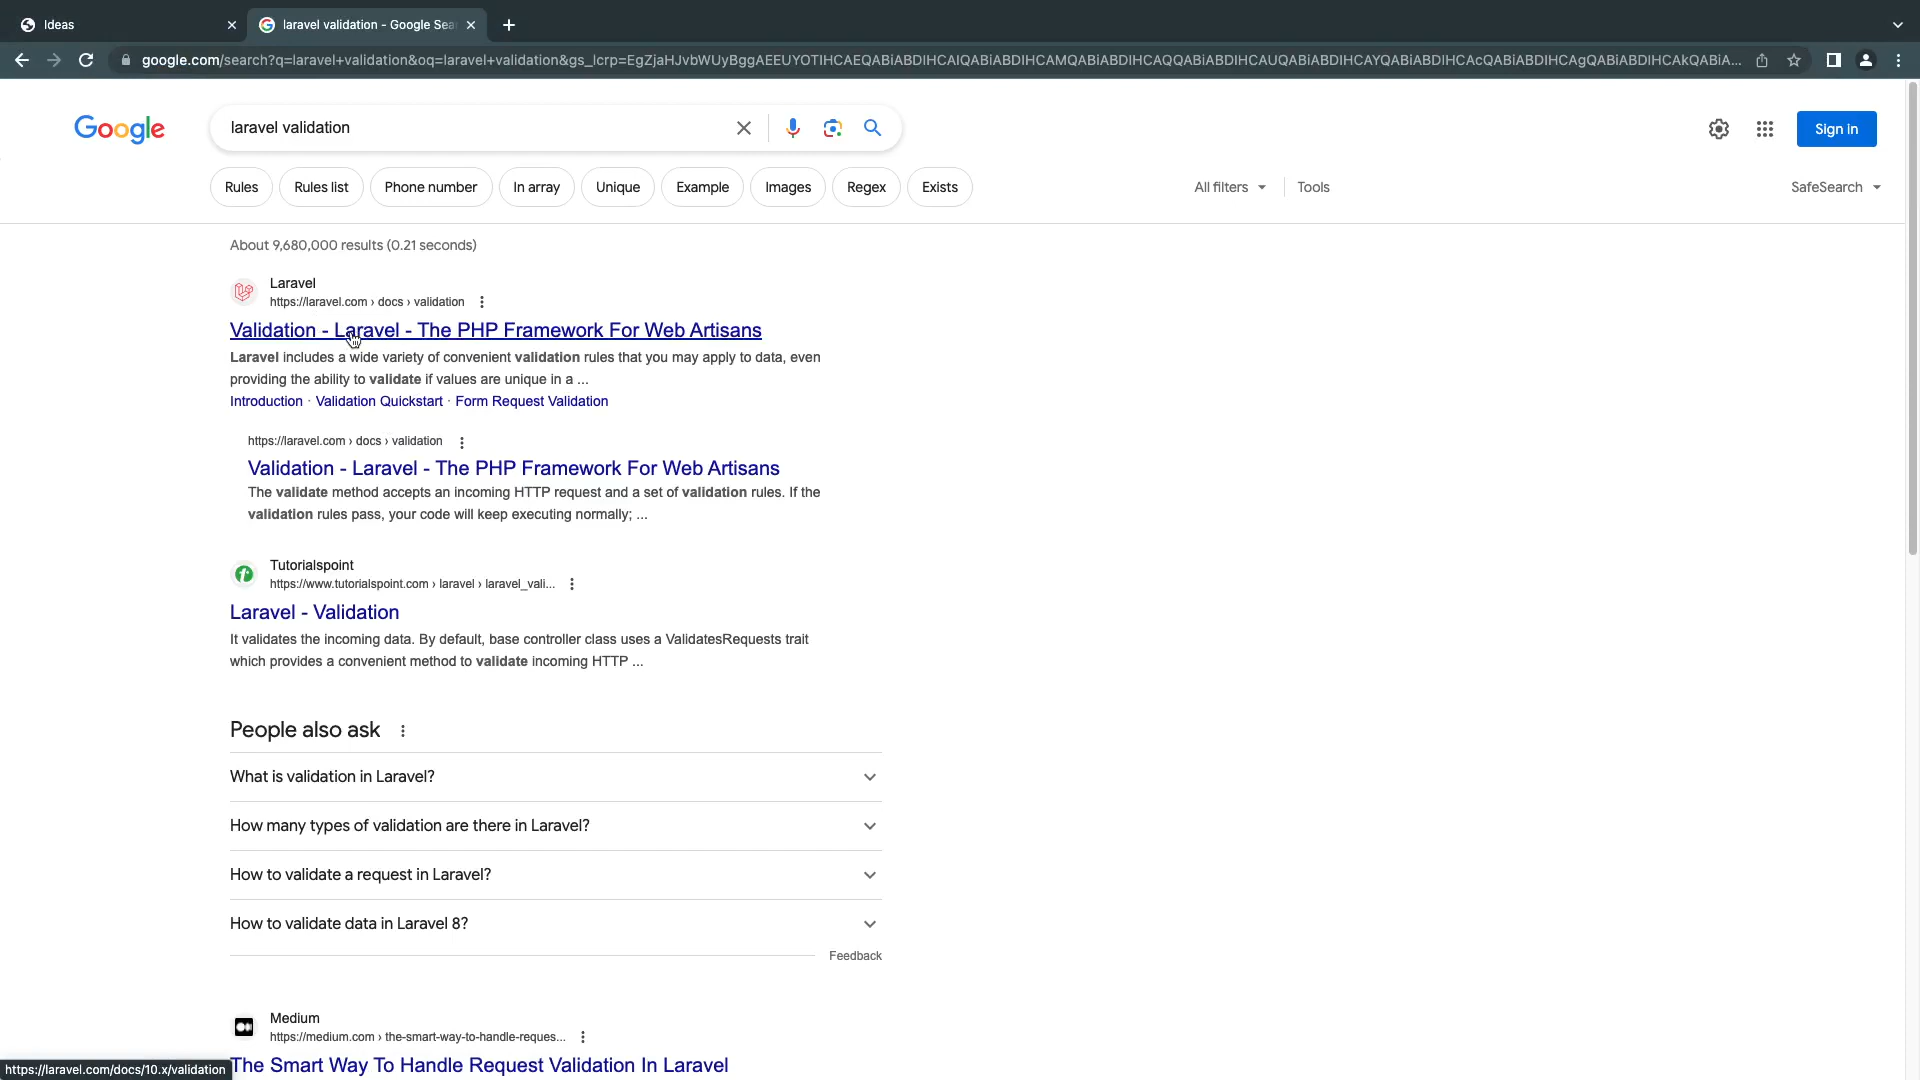 Ideas
laravel validation - Google Sea
google.com/search?q=laravel+validation&oq=laravel+validation&gs_lcrp=EgZjaHJvbWUyBggAEEUYOTIHCAEQABiABDIHCAIQABiABDIHCAMQABiABDIHCAQQABiABDIHCAUQABiABDIHCAYQABiABDIHCAcQABiABDIHCAgQABiABDIHCAkQABiA...
Google
laravel validation
Sign in
Rules
Rules list
Phone number
In array
Unique
Example
Images
Regex
Exists
All filters
Tools
SafeSearch
About 9,680,000 results (0.21 seconds)
Laravel
https://laravel.com › docs › validation
Validation - Laravel - The PHP Framework For Web Artisans
Laravel includes a wide variety of convenient validation rules that you may apply to data, even
providing the ability to validate if values are unique in a ...
Introduction · Validation Quickstart · Form Request Validation
https://laravel.com › docs › validation
Validation - Laravel - The PHP Framework For Web Artisans
The validate method accepts an incoming HTTP request and a set of validation rules. If the
validation rules pass, your code will keep executing normally; ...
Tutorialspoint
https://www.tutorialspoint.com › laravel › laravel_vali...
Laravel - Validation
It validates the incoming data. By default, base controller class uses a ValidatesRequests trait
which provides a convenient method to validate incoming HTTP ...
People also ask
What is validation in Laravel?
How many types of validation are there in Laravel?
How to validate a request in Laravel?
How to validate data in Laravel 8?
Feedback
Medium
https://medium.com › the-smart-way-to-handle-reques...
The Smart Way To Handle Request Validation In Laravel
https://laravel.com/docs/10.x/validation